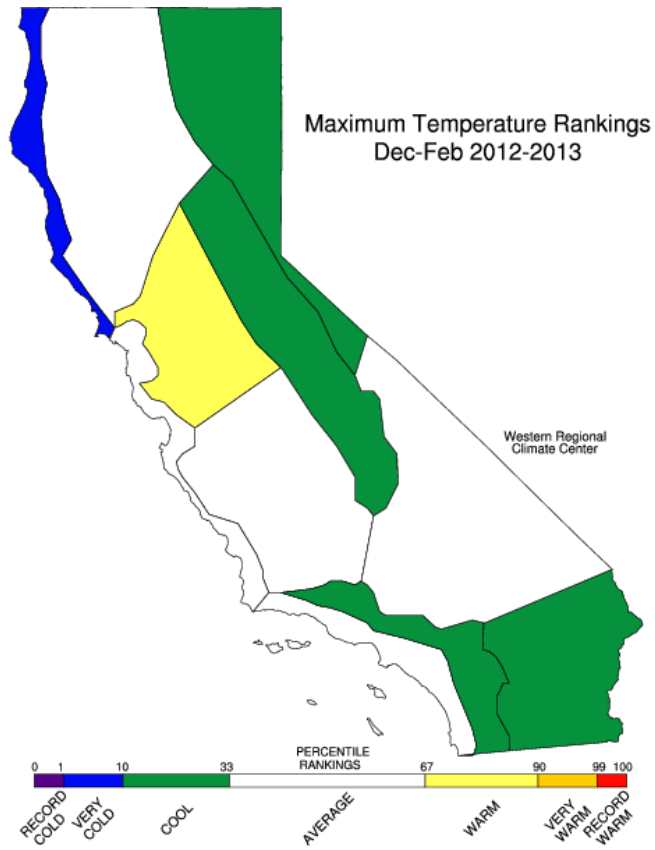 Maximum Temperature Rankings
Dec-Feb 2012-2013
Western Regional
Climate Center
PERCENTILE
RANKINGS
0 1 10 33 67 90 99 100
RECORD
COLD
VERY
COLD
COOL
AVERAGE
WARM
VERY
WARM
RECORD
WARM